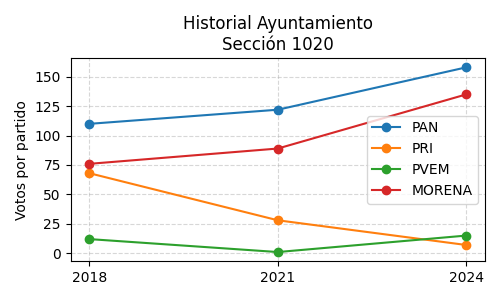 Historial Ayuntamiento
Sección 1020
Votos por partido
150
125
100
75
50
25
0
2018
2021
2024
PAN
PRI
PVEM
MORENA